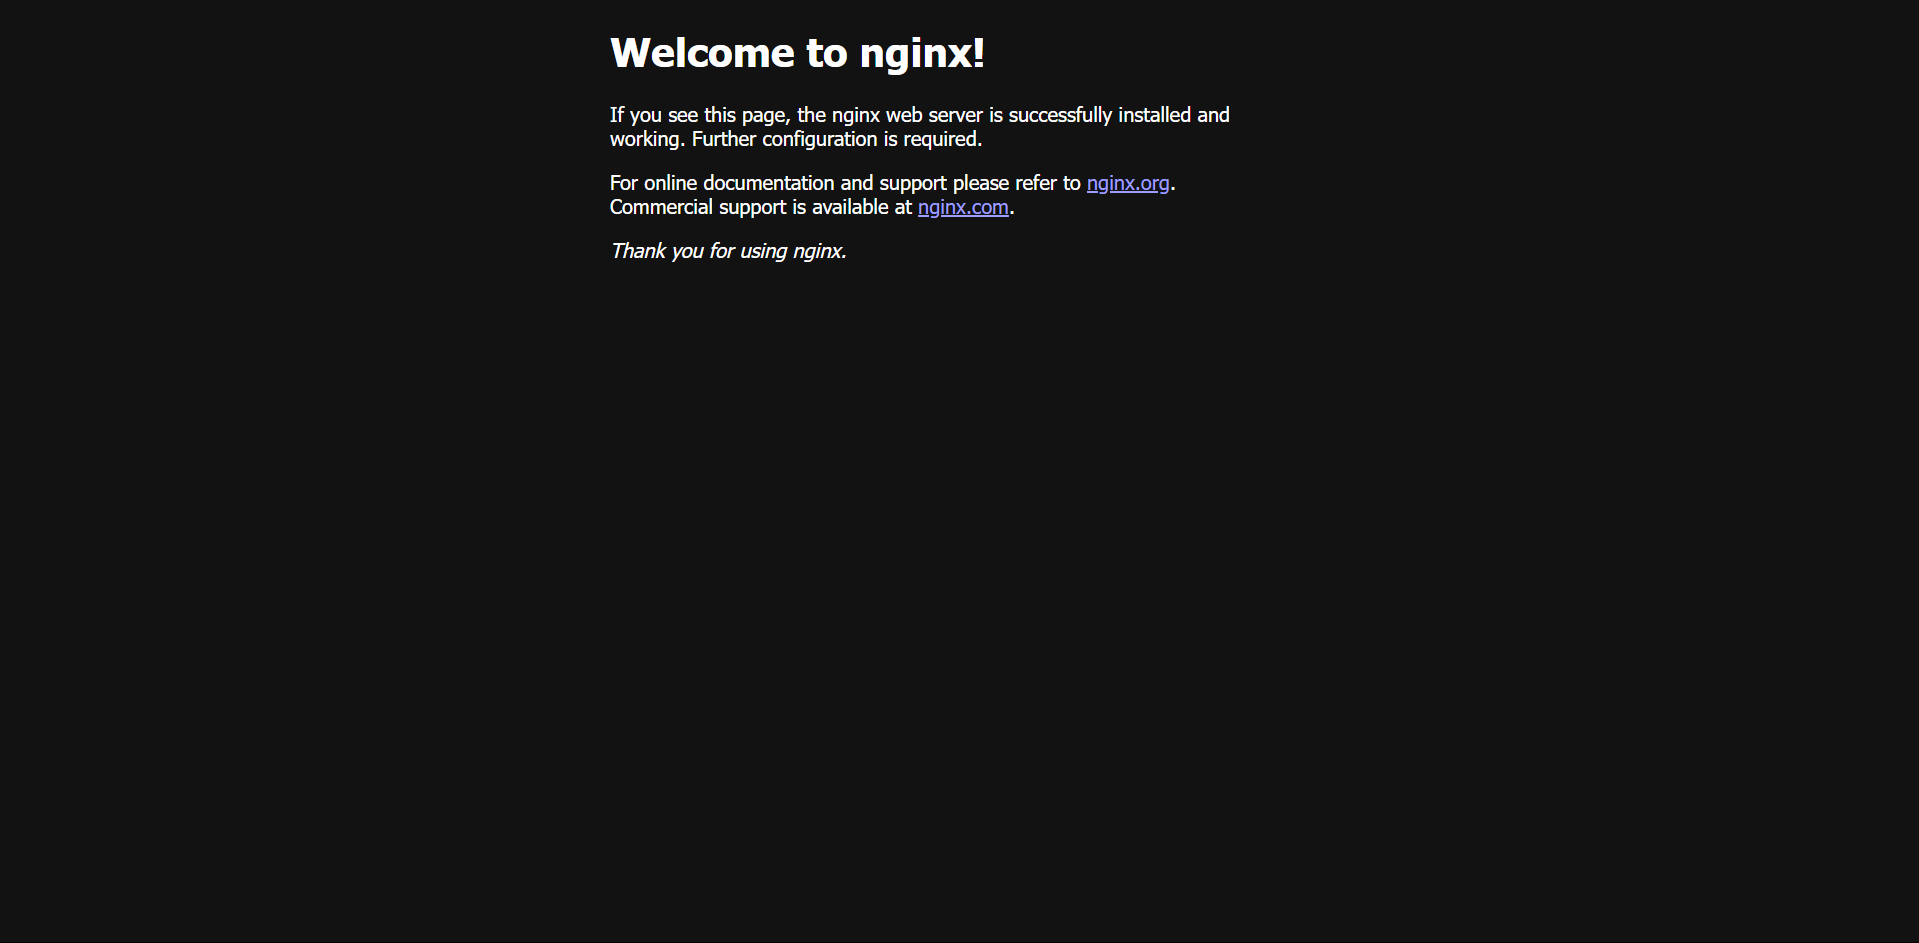 Welcome to nginx!
If you see this page, the nginx web server is successfully installed and
working. Further configuration is required.
For online documentation and support please refer to nginx.org.
Commercial support is available at nginx.com.
Thank you for using nginx.